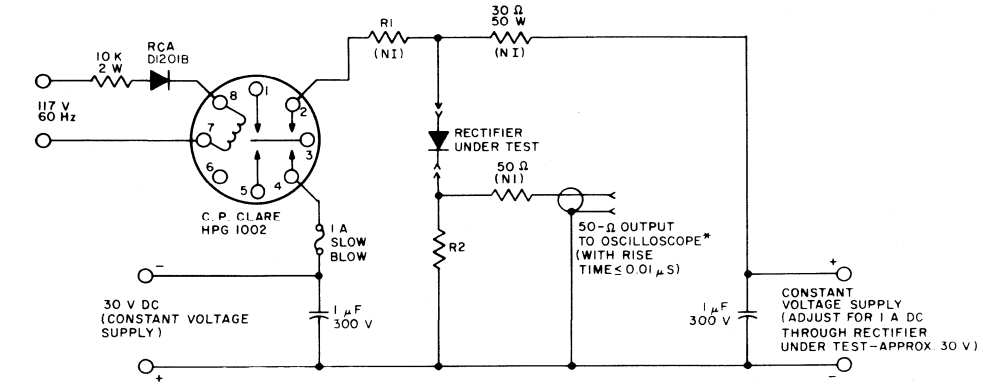 10 K
2 W
RCA
D1201B
117 V
60 Hz
1
2
3
4
5
6
7
8
C. P. CLARE
HPG 1002
R1
(NI)
30 Ω
50 W
(NI)
RECTIFIER
UNDER TEST
50 Ω
(NI)
R2
50-Ω OUTPUT
TO OSCILLOSCOPE*
(WITH RISE
TIME≤0.01 μS)
1 A
SLOW
BLOW
−
30 V DC
(CONSTANT VOLTAGE
SUPPLY)
+
1 μF
300 V
1 μF
300 V
+
CONSTANT
VOLTAGE SUPPLY
(ADJUST FOR 1 A DC
THROUGH RECTIFIER
UNDER TEST-APPROX. 30 V)
−